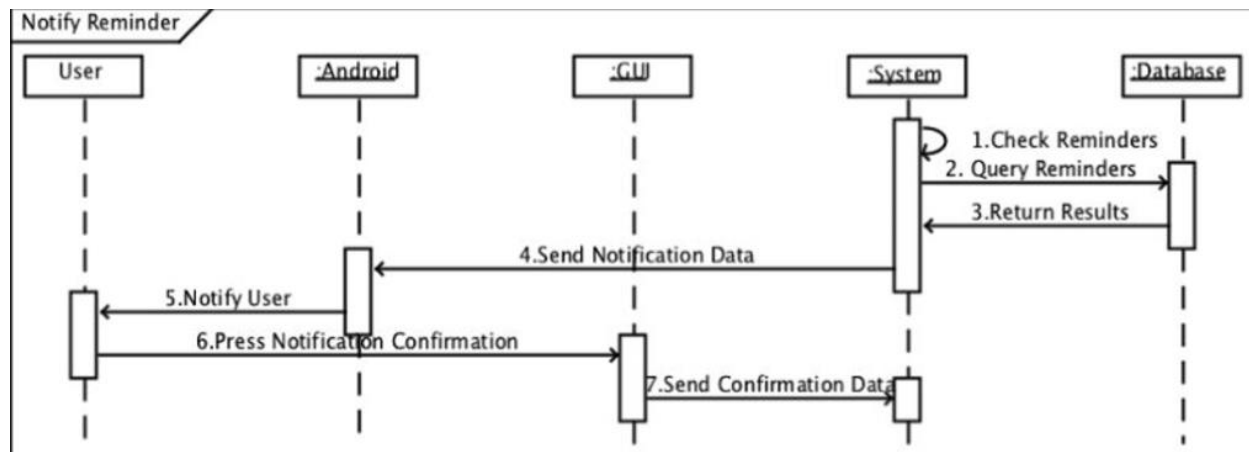 Notify Reminder
User
:Android
:GUI
:System
:Database
1.Check Reminders
2. Query Reminders
3.Return Results
4.Send Notification Data
5.Notify User
6.Press Notification Confirmation
7.Send Confirmation Data